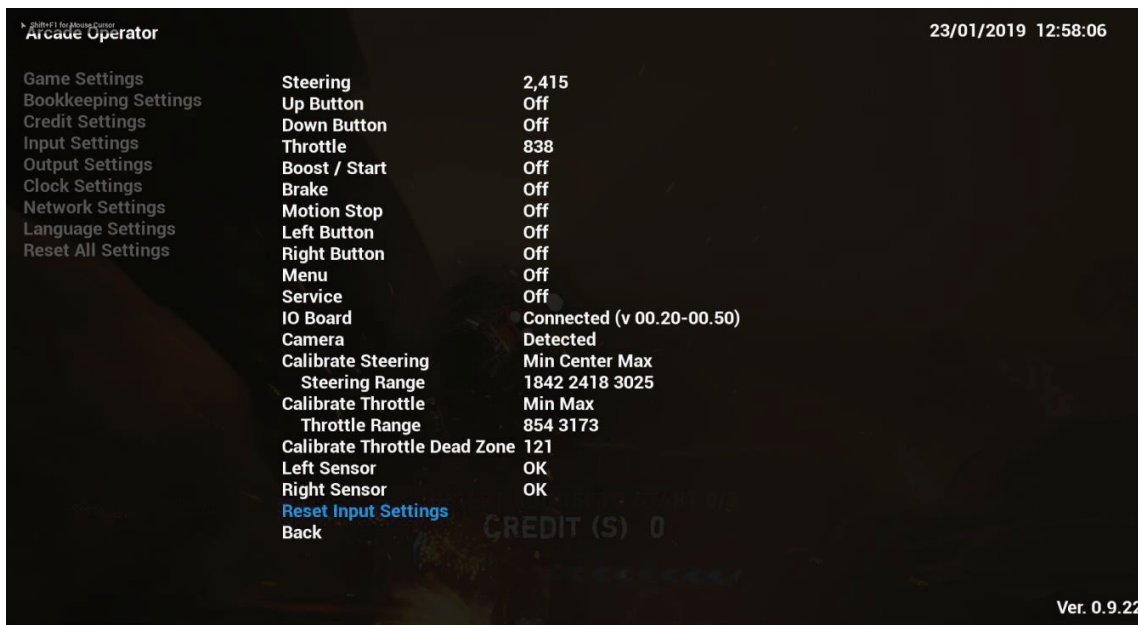 Shift+F1 for Mouse Cursor
Arcade Operator
23/01/2019 12:58:06
Game Settings
Bookkeeping Settings
Credit Settings
Input Settings
Output Settings
Clock Settings
Network Settings
Language Settings
Reset All Settings
Steering 2,415
Up Button Off
Down Button Off
Throttle 838
Boost / Start Off
Brake Off
Motion Stop Off
Left Button Off
Right Button Off
Menu Off
Service Off
IO Board Connected (v 00.20-00.50)
Camera Detected
Calibrate Steering Min Center Max
Steering Range 1842 2418 3025
Calibrate Throttle Min Max
Throttle Range 854 3173
Calibrate Throttle Dead Zone 121
Left Sensor OK
Right Sensor OK
Reset Input Settings
Back
CREDIT (S) 0
Ver. 0.9.22